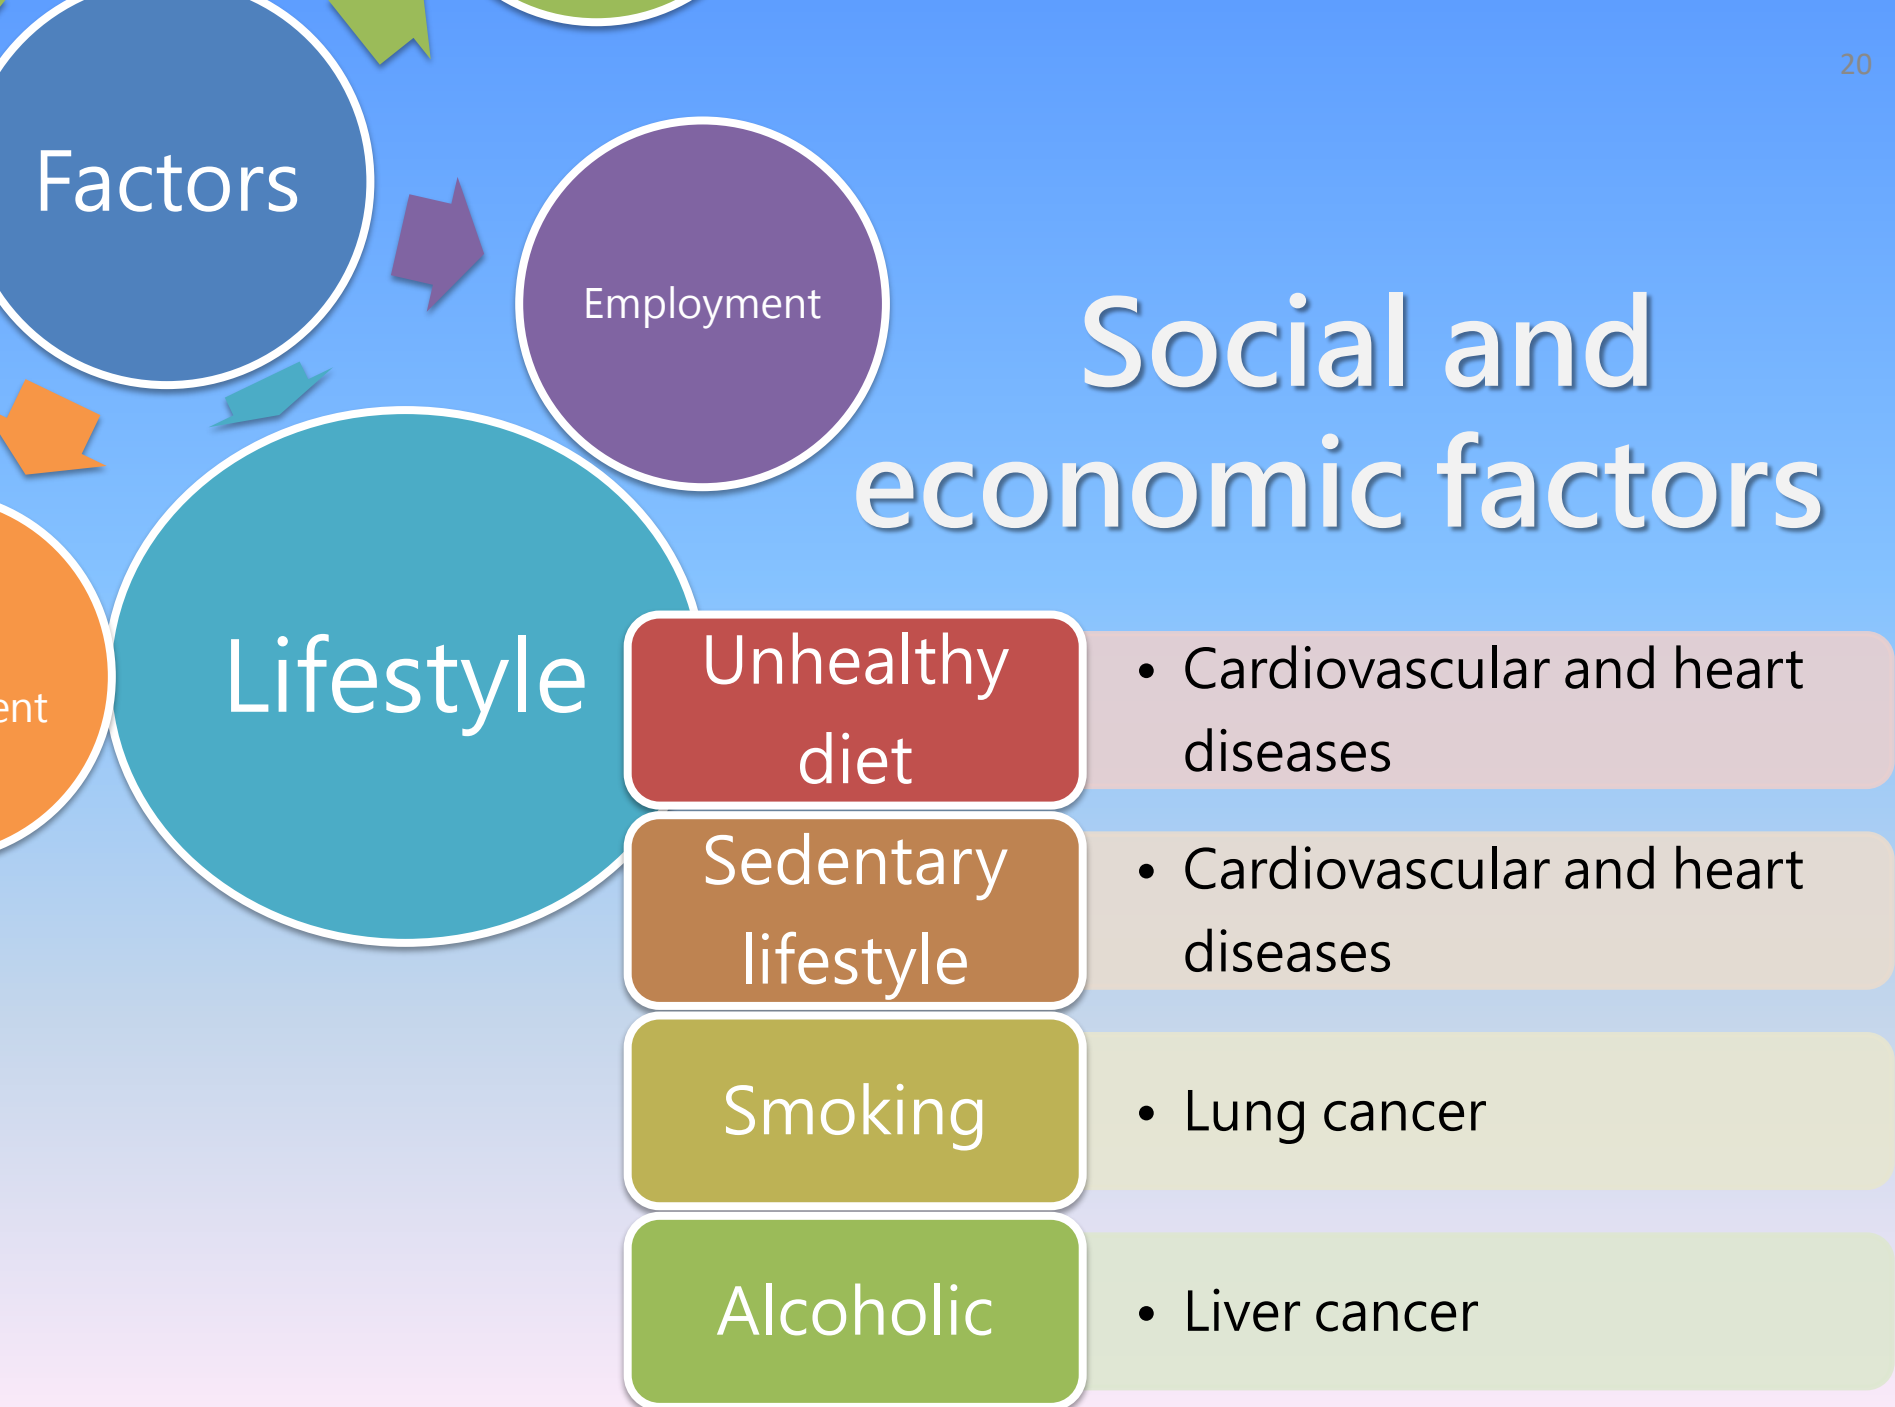 20
Factors
Employment
Social and
economic factors
Lifestyle
Unhealthy
diet
• Cardiovascular and heart
diseases
Sedentary
lifestyle
• Cardiovascular and heart
diseases
Smoking
• Lung cancer
Alcoholic
• Liver cancer